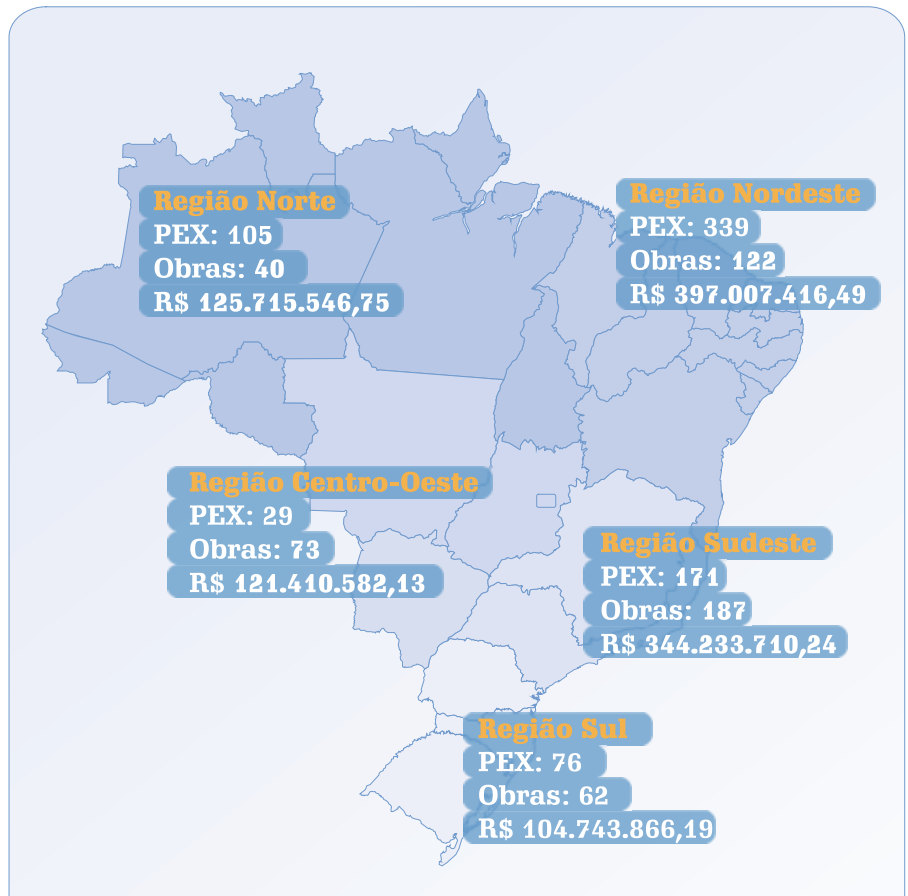 Região Norte
PEX: 105
Obras: 40
R$ 125.715.546,75
Região Nordeste
PEX: 339
Obras: 122
R$ 397.007.416,49
Região Centro-Oeste
PEX: 29
Obras: 73
R$ 121.410.582,13
Região Sudeste
PEX: 171
Obras: 187
R$ 344.233.710,24
Região Sul
PEX: 76
Obras: 62
R$ 104.743.866,19